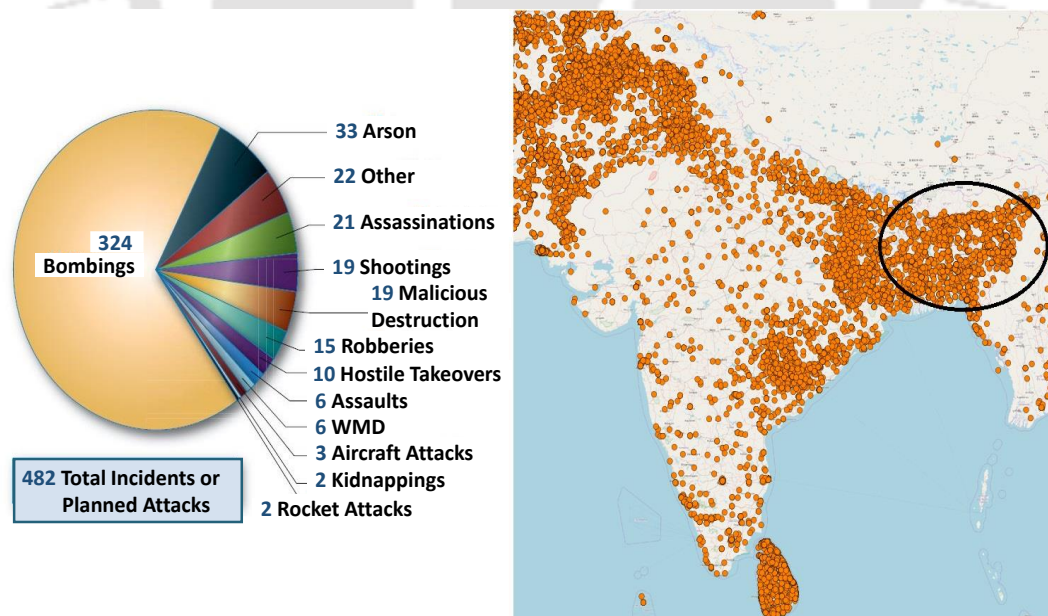 33 Arson
22 Other
21 Assassinations
324
Bombings
19 Shootings
19 Malicious
Destruction
15 Robberies
10 Hostile Takeovers
6 Assaults
6 WMD
3 Aircraft Attacks
2 Kidnappings
2 Rocket Attacks
482 Total Incidents or
Planned Attacks